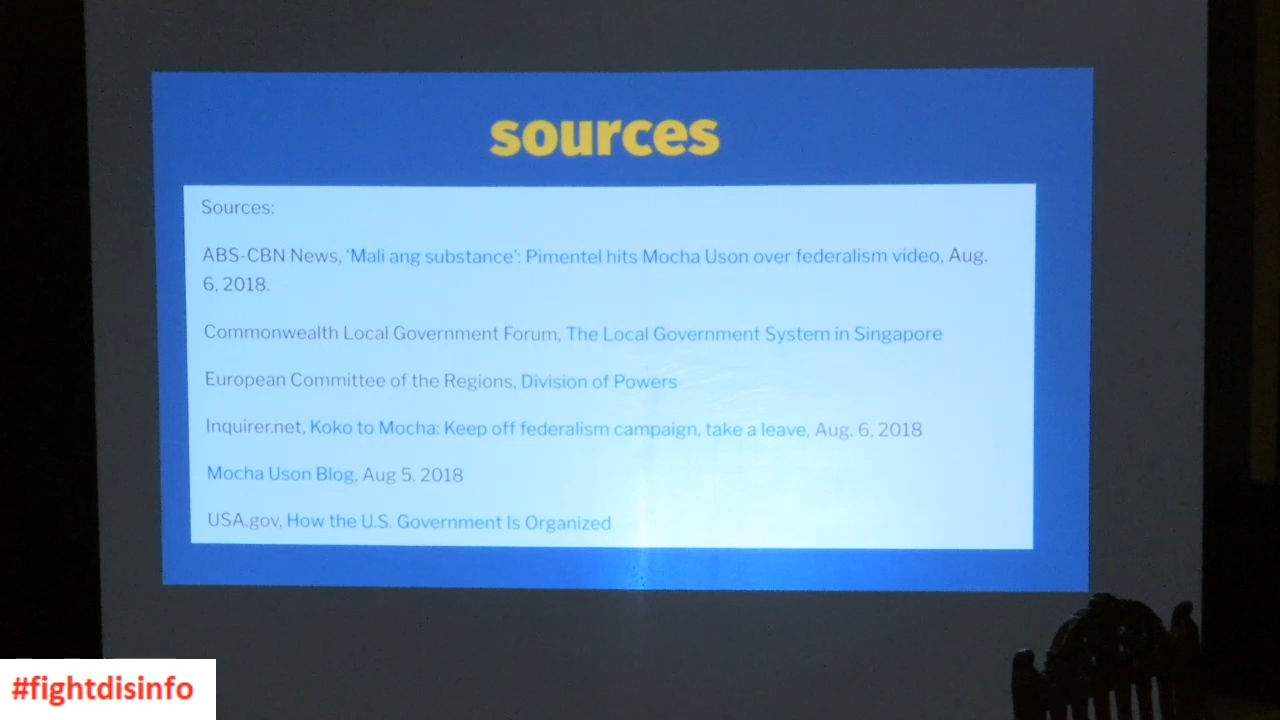 sources
Sources:
ABS-CBN News, ‘Mali ang substance’: Pimentel hits Mocha Uson over federalism video, Aug.
6, 2018.
Commonwealth Local Government Forum, The Local Government System in Singapore
European Committee of the Regions, Division of Powers
Inquirer.net, Koko to Mocha: Keep off federalism campaign, take a leave, Aug. 6, 2018
Mocha Uson Blog, Aug 5. 2018
USA.gov, How the U.S. Government Is Organized
#fightdisinfo